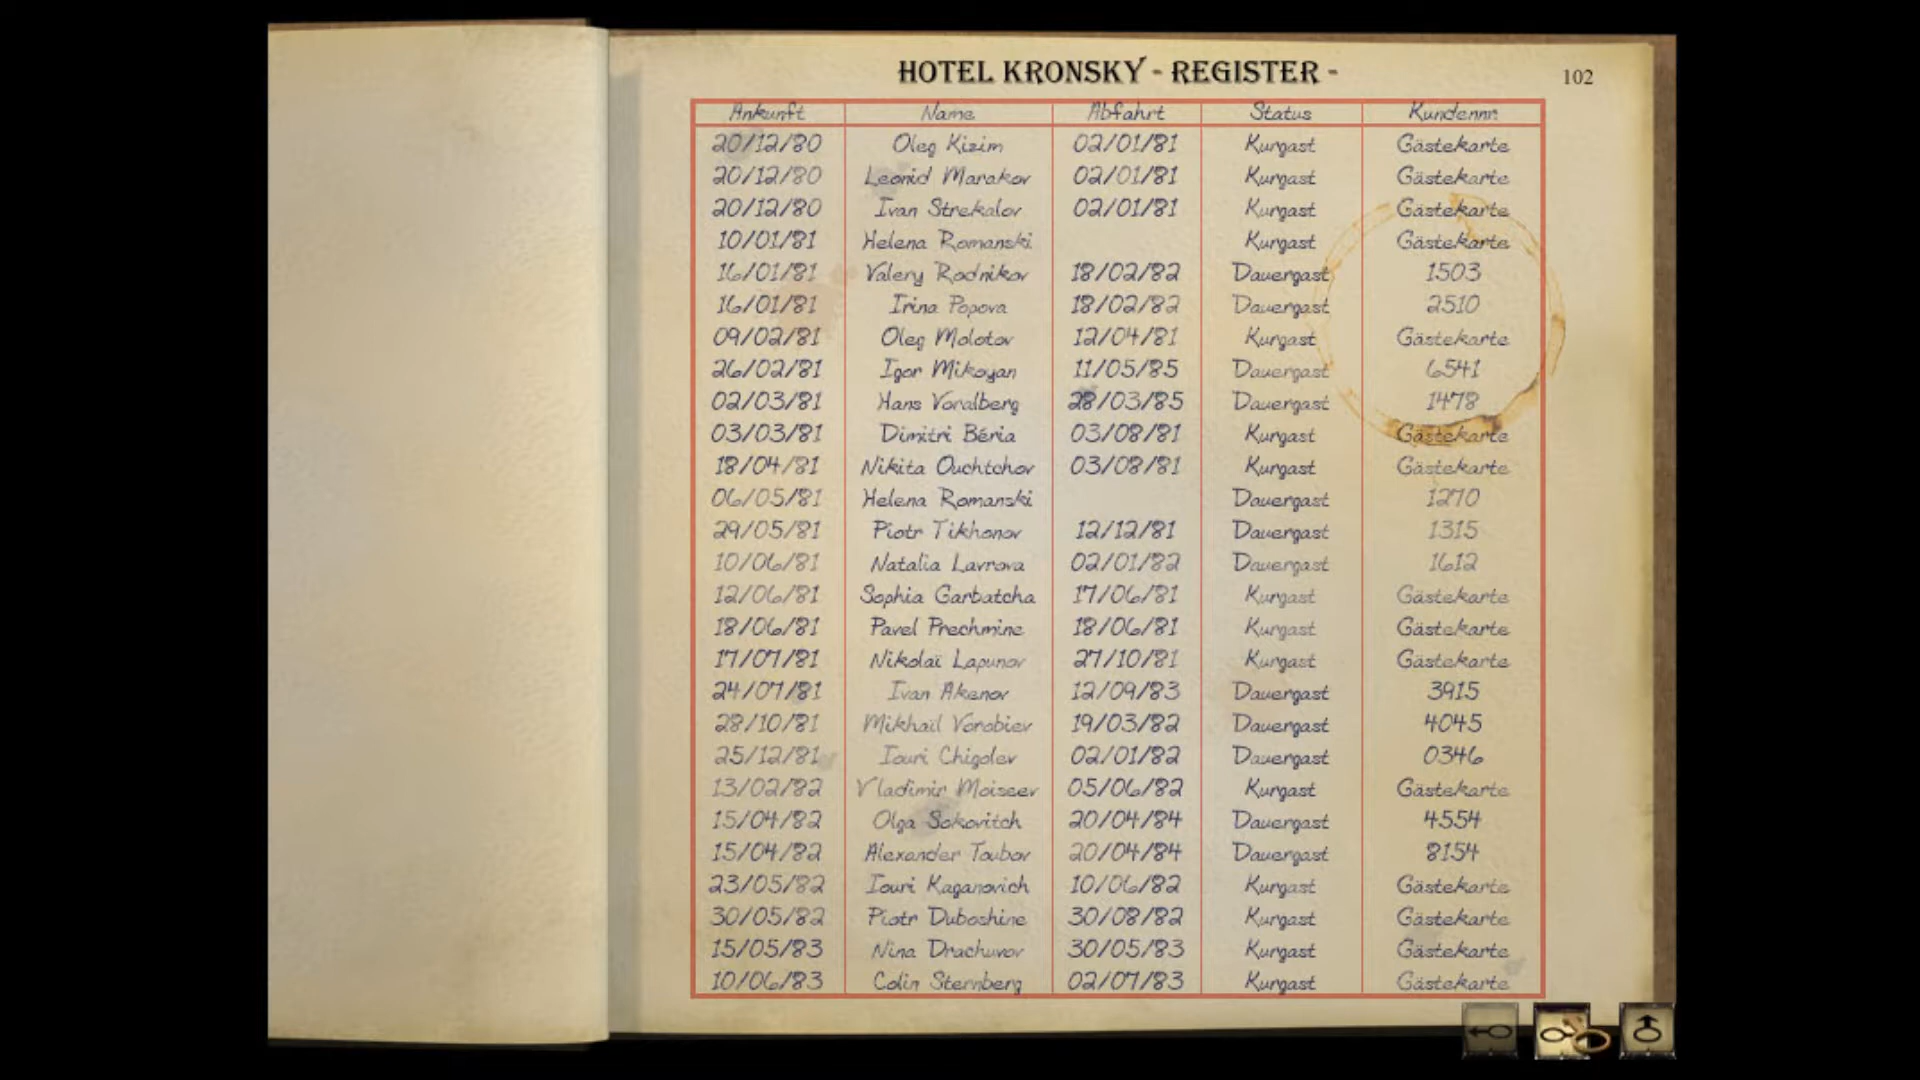 HOTEL KRONSKY - REGISTER -
102
Ankunft Name Abfahrt Status Kundennr.
20/12/80 Oleg Kizim 02/01/81 Kurgast Gästekarte
20/12/80 Leonid Marakov 02/01/81 Kurgast Gästekarte
20/12/80 Ivan Strekalov 02/01/81 Kurgast Gästekarte
10/01/81 Helena Romanski Kurgast Gästekarte
16/01/81 Valery Rodnikov 18/02/82 Dauergast 1503
16/01/81 Irina Popova 18/02/82 Dauergast 2510
09/02/81 Oleg Molotov 12/04/81 Kurgast Gästekarte
26/02/81 Igor Mikoyan 11/05/85 Dauergast 6541
02/03/81 Hans Voralberg 28/03/85 Dauergast 1478
03/03/81 Dimitri Béria 03/08/81 Kurgast Gästekarte
18/04/81 Nikita Ouchtchov 03/08/81 Kurgast Gästekarte
06/05/81 Helena Romanski Dauergast 1270
29/05/81 Piotr Tikhonov 12/12/81 Dauergast 1315
10/06/81 Natalia Lavrova 02/01/82 Dauergast 1612
12/06/81 Sophia Garbatcha 17/06/81 Kurgast Gästekarte
18/06/81 Pavel Prechmine 18/06/81 Kurgast Gästekarte
17/07/81 Nikolaï Lapunov 27/10/81 Kurgast Gästekarte
24/07/81 Ivan Akenov 12/09/83 Dauergast 3915
28/10/81 Mikhaïl Vorobiev 19/03/82 Dauergast 4045
25/12/81 Iouri Chigolev 02/01/82 Dauergast 0346
13/02/82 Vladimir Moiseev 05/06/82 Kurgast Gästekarte
15/04/82 Olga Sokovitch 20/04/84 Dauergast 4554
15/04/82 Alexander Toubov 20/04/84 Dauergast 8154
23/05/82 Iouri Kaganovich 10/06/82 Kurgast Gästekarte
30/05/82 Piotr Duboshine 30/08/82 Kurgast Gästekarte
15/05/83 Nina Drachuvov 30/05/83 Kurgast Gästekarte
10/06/83 Colin Sternberg 02/07/83 Kurgast Gästekarte